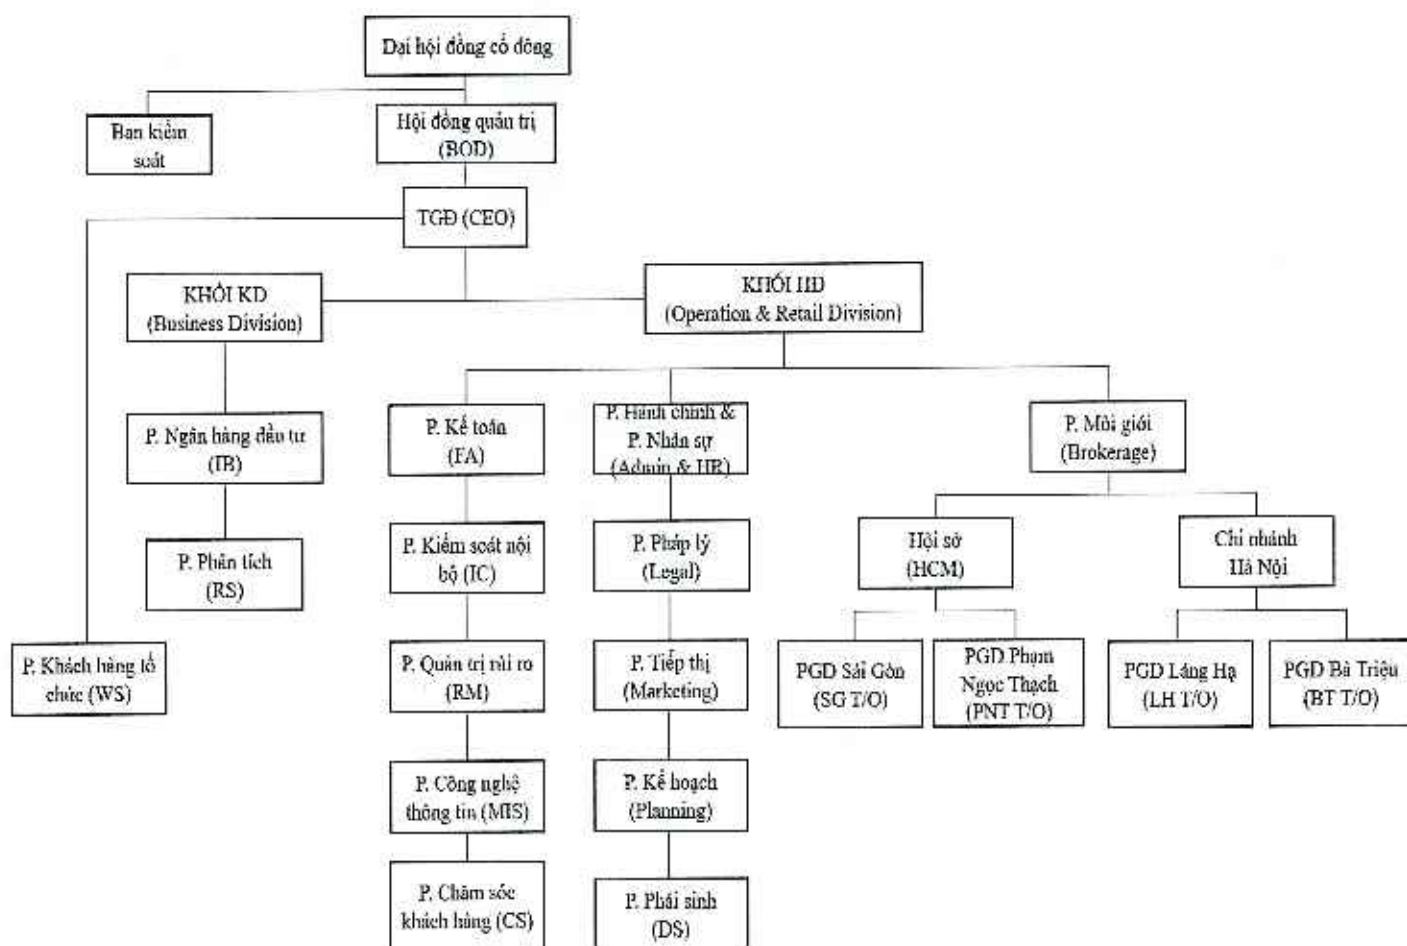 Đại hội đồng cổ đông
Ban kiểm
soát
Hội đồng quản trị
(BOD)
TGĐ (CEO)
KHỐI KD
(Business Division)
KHỐI HĐ
(Operation & Retail Division)
P. Ngân hàng đầu tư
(IB)
P. Kế toán
(FA)
P. Hành chính &
P. Nhân sự
(Admin & HR)
P. Môi giới
(Brokerage)
P. Phân tích
(RS)
P. Kiểm soát nội
bộ (IC)
P. Pháp lý
(Legal)
Hội sở
(HCM)
Chi nhánh
Hà Nội
P. Khách hàng tổ
chức (WS)
P. Quản trị rủi ro
(RM)
P. Tiếp thị
(Marketing)
PGD Sài Gòn
(SG T/O)
PGD Phạm
Ngọc Thạch
(PNT T/O)
PGD Láng Hạ
(LH T/O)
PGD Bà Triệu
(BT T/O)
P. Công nghệ
thông tin (MIS)
P. Kế hoạch
(Planning)
P. Chăm sóc
khách hàng (CS)
P. Phái sinh
(DS)